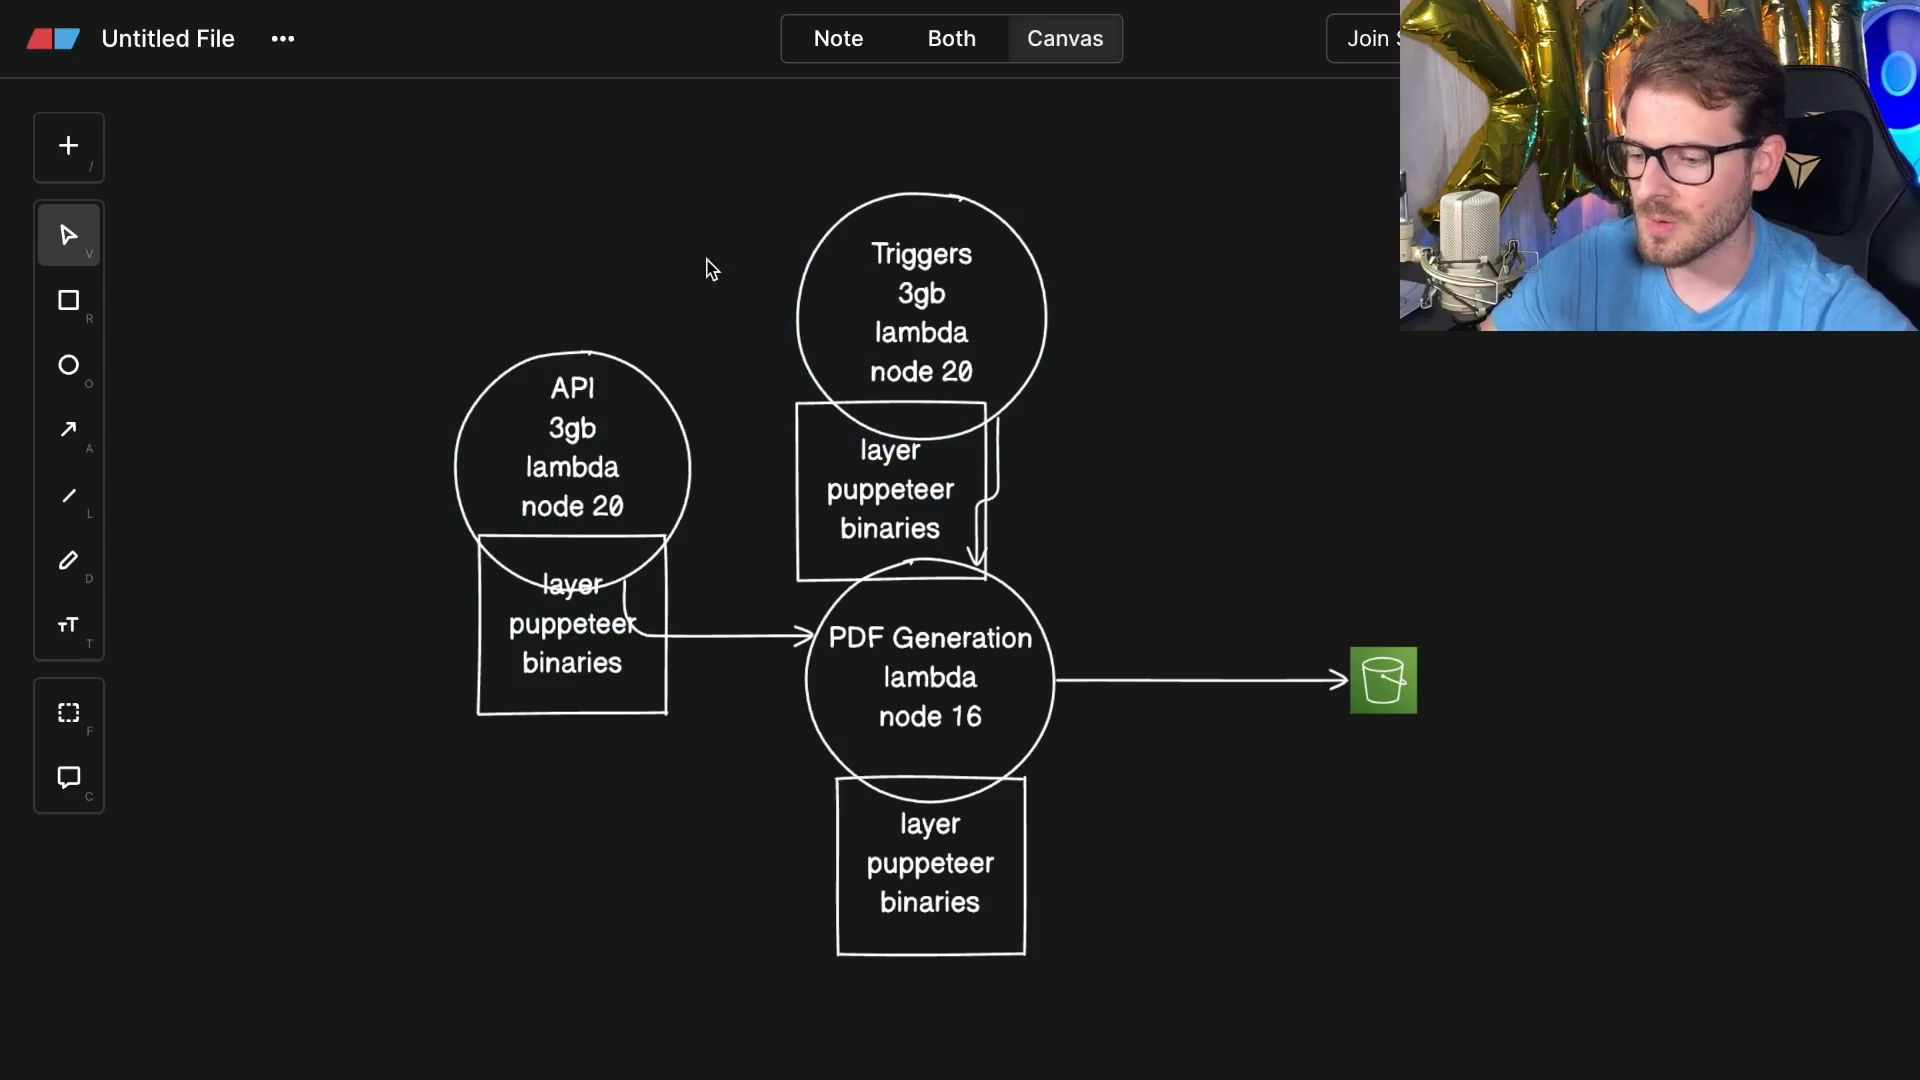 Untitled File
Note
Both
Canvas
Join
/
V
R
O
A
L
D
T
F
C
Triggers
3gb
lambda
node 20
layer
puppeteer
binaries
API
3gb
lambda
node 20
layer
puppeteer
binaries
PDF Generation
lambda
node 16
layer
puppeteer
binaries